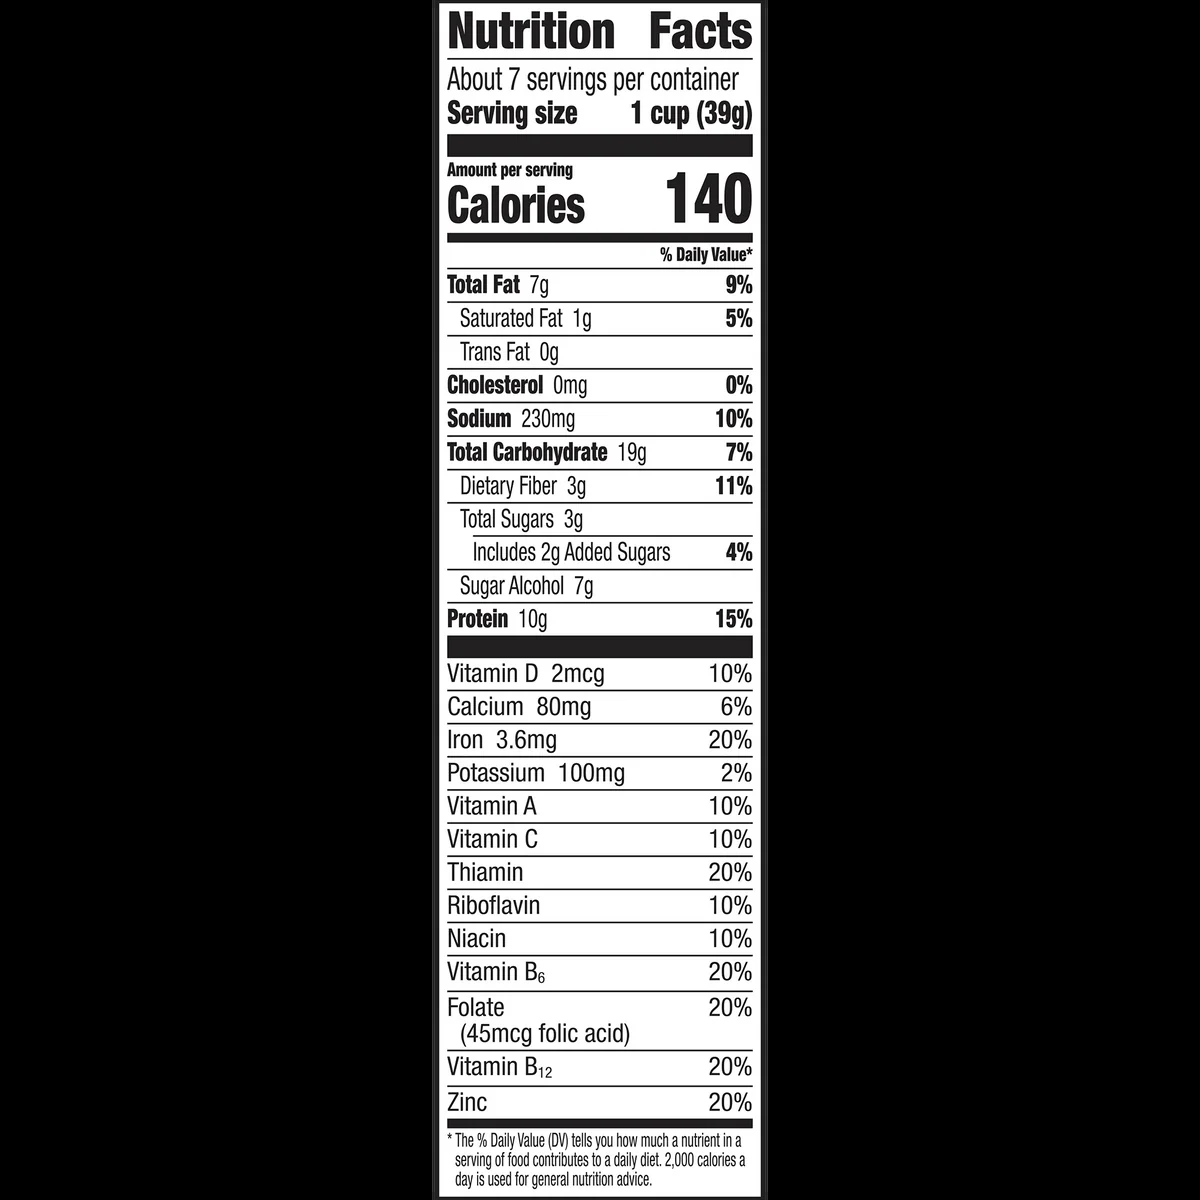 Nutrition Facts
About 7 servings per container
Serving size 1 cup (39g)
Amount per serving
Calories 140
% Daily Value*
Total Fat 7g 9%
Saturated Fat 1g 5%
Trans Fat 0g
Cholesterol 0mg 0%
Sodium 230mg 10%
Total Carbohydrate 19g 7%
Dietary Fiber 3g 11%
Total Sugars 3g
Includes 2g Added Sugars 4%
Sugar Alcohol 7g
Protein 10g 15%
Vitamin D 2mcg 10%
Calcium 80mg 6%
Iron 3.6mg 20%
Potassium 100mg 2%
Vitamin A 10%
Vitamin C 10%
Thiamin 20%
Riboflavin 10%
Niacin 10%
Vitamin B₆ 20%
Folate 20%
(45mcg folic acid)
Vitamin B₁₂ 20%
Zinc 20%
* The % Daily Value (DV) tells you how much a nutrient in a
serving of food contributes to a daily diet. 2,000 calories a
day is used for general nutrition advice.